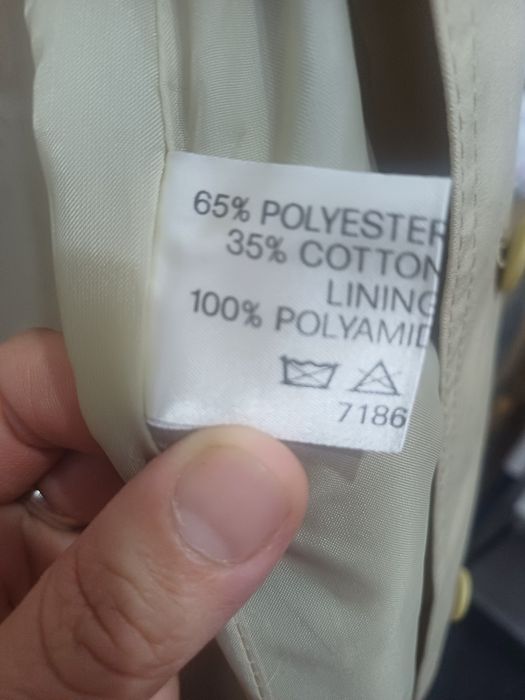 65% POLYESTER
35% COTTON
LINING
100% POLYAMID
7186